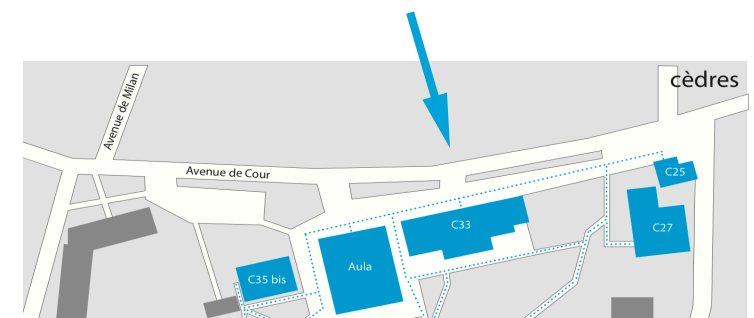 cèdres
Avenue de Milan
Avenue de Cour
C25
C33
C27
Aula
C35 bis